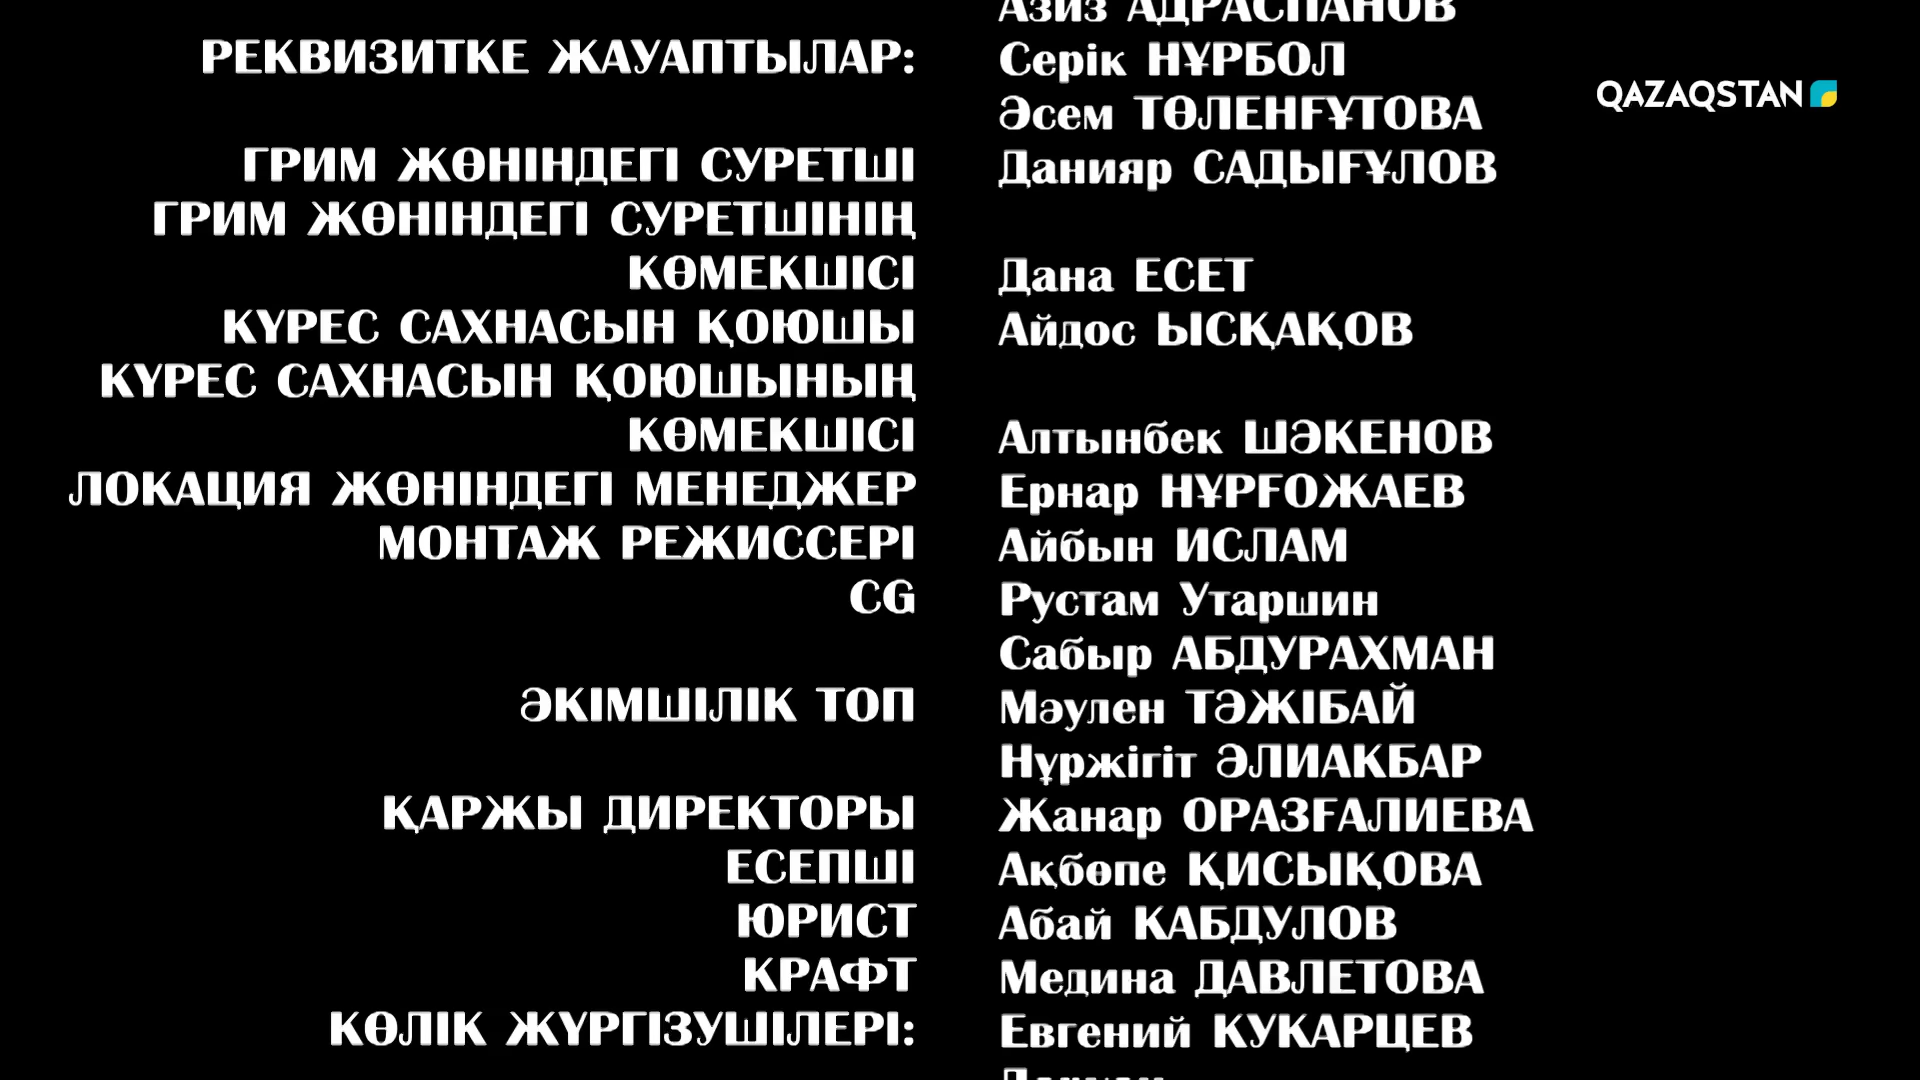 Азиз АДРАСПАНОВ
РЕКВИЗИТКЕ ЖАУАПТЫЛАР: Серік НҰРБОЛ
QAZAQSTAN
Әсем ТӨЛЕНҒҰТОВА
ГРИМ ЖӨНІНДЕГІ СУРЕТШІ Данияр САДЫҒҰЛОВ
ГРИМ ЖӨНІНДЕГІ СУРЕТШІНІҢ
КӨМЕКШІСІ Дана ЕСЕТ
КҮРЕС САХНАСЫН ҚОЮШЫ Айдос ЫСҚАҚОВ
КҮРЕС САХНАСЫН ҚОЮШЫНЫҢ
КӨМЕКШІСІ Алтынбек ШӘКЕНОВ
ЛОКАЦИЯ ЖӨНІНДЕГІ МЕНЕДЖЕР Ернар НҰРҒОЖАЕВ
МОНТАЖ РЕЖИССЕРІ Айбын ИСЛАМ
CG Рустам Утаршин
Сабыр АБДУРАХМАН
ӘКІМШІЛІК ТОП Мәулен ТӘЖІБАЙ
Нұржігіт ӘЛИАКБАР
ҚАРЖЫ ДИРЕКТОРЫ Жанар ОРАЗҒАЛИЕВА
ЕСЕПШІ Ақбөпе ҚИСЫҚОВА
ЮРИСТ Абай КАБДУЛОВ
КРАФТ Медина ДАВЛЕТОВА
КӨЛІК ЖҮРГІЗУШІЛЕРІ: Евгений КУКАРЦЕВ